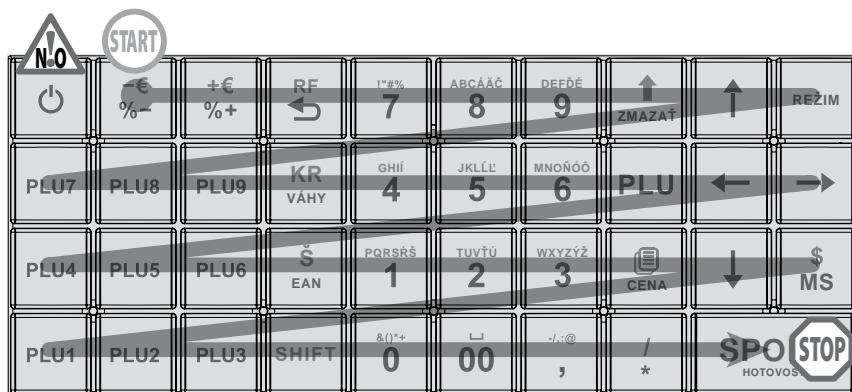 N!O START
-€ %- +€ %+ RF !"#% 7 ABCÁÄČ 8 DEFĎÉ 9 ZMAZAŤ REŽIM
PLU7 PLU8 PLU9 KR VÁHY GHIÍ 4 JKLĹĽ 5 MNOŇÓÔ 6 PLU
PLU4 PLU5 PLU6 Š EAN PQRSŔŠ 1 TUVŤÚ 2 WXYZÝŽ 3 CENA $ MS
PLU1 PLU2 PLU3 SHIFT &()*+ 0 00 -/,:@ , / * STOP